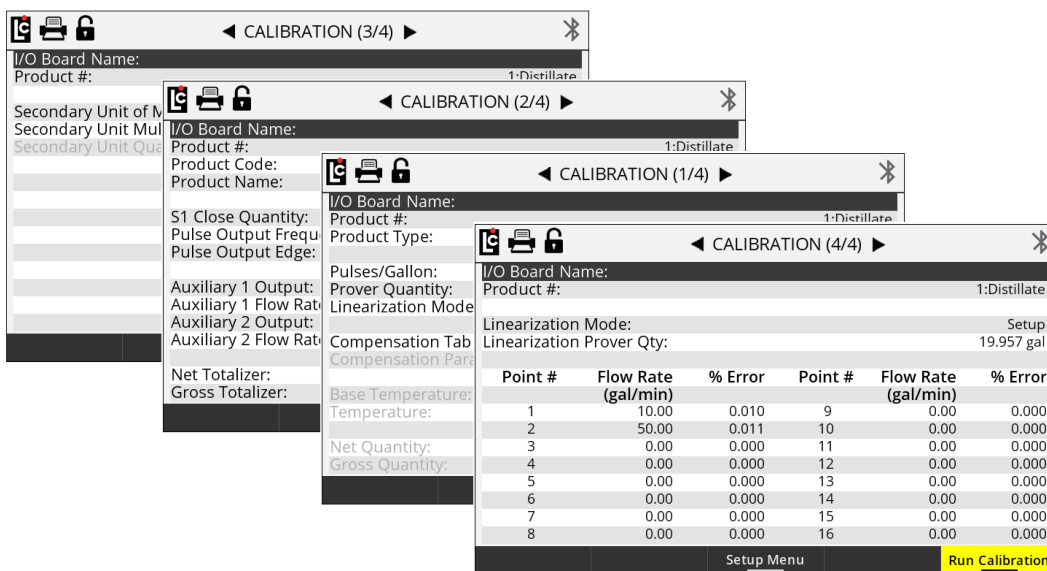 LC
◀ CALIBRATION (3/4) ▶
I/O Board Name:
Product #: 1:Distillate
Secondary Unit of
Secondary Unit
Secondary Unit
LC
◀ CALIBRATION (2/4) ▶
I/O Board Name:
Product #: 1:Distillate
Product Code:
Product Name:
S1 Close Quantity:
Pulse Output
Pulse Output Edge:
Auxiliary 1 Output:
Auxiliary 1 Flow
Auxiliary 2 Output:
Auxiliary 2 Flow
Net Totalizer:
Gross Totalizer:
LC
◀ CALIBRATION (1/4) ▶
I/O Board Name:
Product #: 1:Distillate
Product Type:
Pulses/Gallon:
Prover Quantity:
Linearization Mode
Compensation
Compensation
Base Temperature:
Temperature:
Net Quantity:
Gross Quantity:
LC
◀ CALIBRATION (4/4) ▶
I/O Board Name:
Product #: 1:Distillate
Linearization Mode: Setup
Linearization Prover Qty: 19.957 gal
Point # Flow Rate % Error Point # Flow Rate % Error
(gal/min) (gal/min)
1 10.00 0.010 9 0.00 0.000
2 50.00 0.011 10 0.00 0.000
3 0.00 0.000 11 0.00 0.000
4 0.00 0.000 12 0.00 0.000
5 0.00 0.000 13 0.00 0.000
6 0.00 0.000 14 0.00 0.000
7 0.00 0.000 15 0.00 0.000
8 0.00 0.000 16 0.00 0.000
Setup Menu Run Calibration